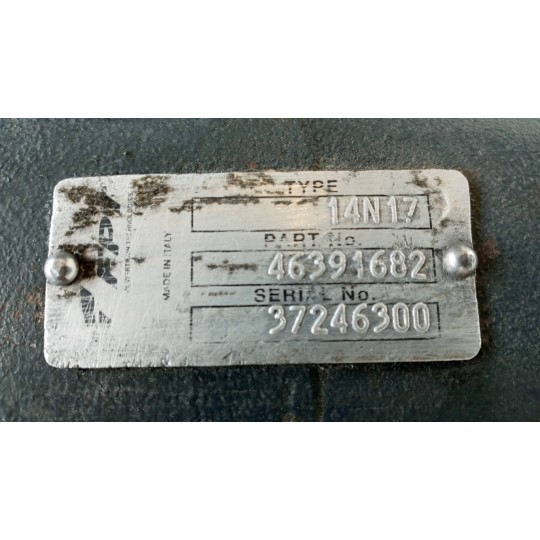 TYPE
14N17
PART No.
46391682
SERIAL No.
37246300
MADE IN ITALY